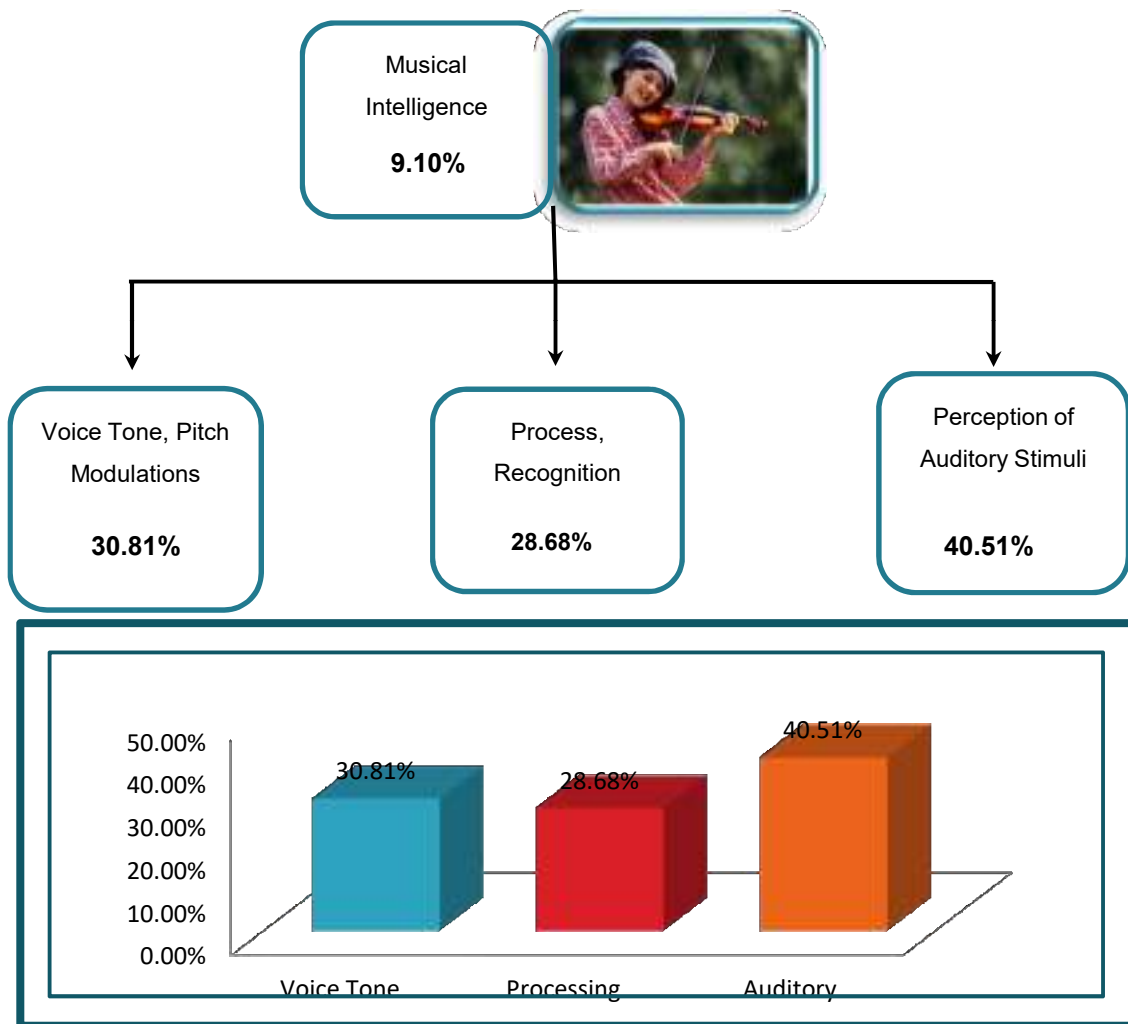 Musical
Intelligence
9.10%
Voice Tone, Pitch
Modulations
30.81%
Process,
Recognition
28.68%
Perception of
Auditory Stimuli
40.51%
50.00%
40.00%
30.00%
20.00%
10.00%
0.00%
30.81%
28.68%
40.51%
Voice Tone
Processing
Auditory